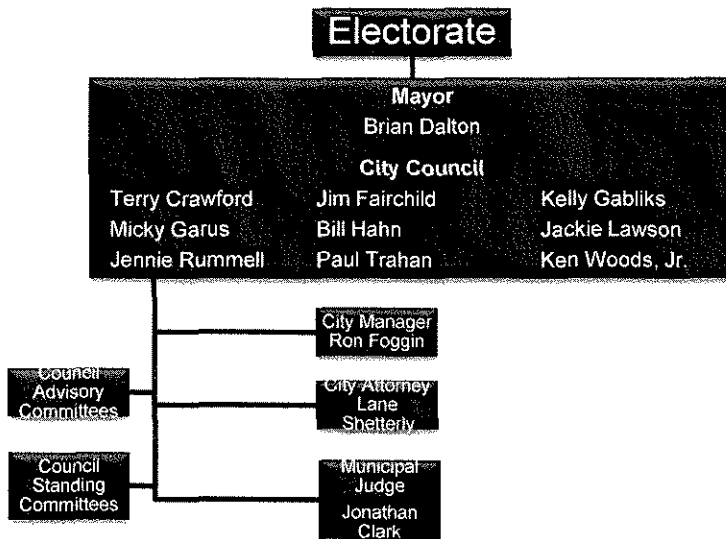 Electorate
Mayor
Brian Dalton
City Council
Terry Crawford Jim Fairchild Kelly Gabliks
Micky Garus Bill Hahn Jackie Lawson
Jennie Rummell Paul Trahan Ken Woods, Jr.
City Manager
Ron Foggin
Council
Advisory
Committees
City Attorney
Lane
Shetterly
Council
Standing
Committees
Municipal
Judge
Jonathan
Clark